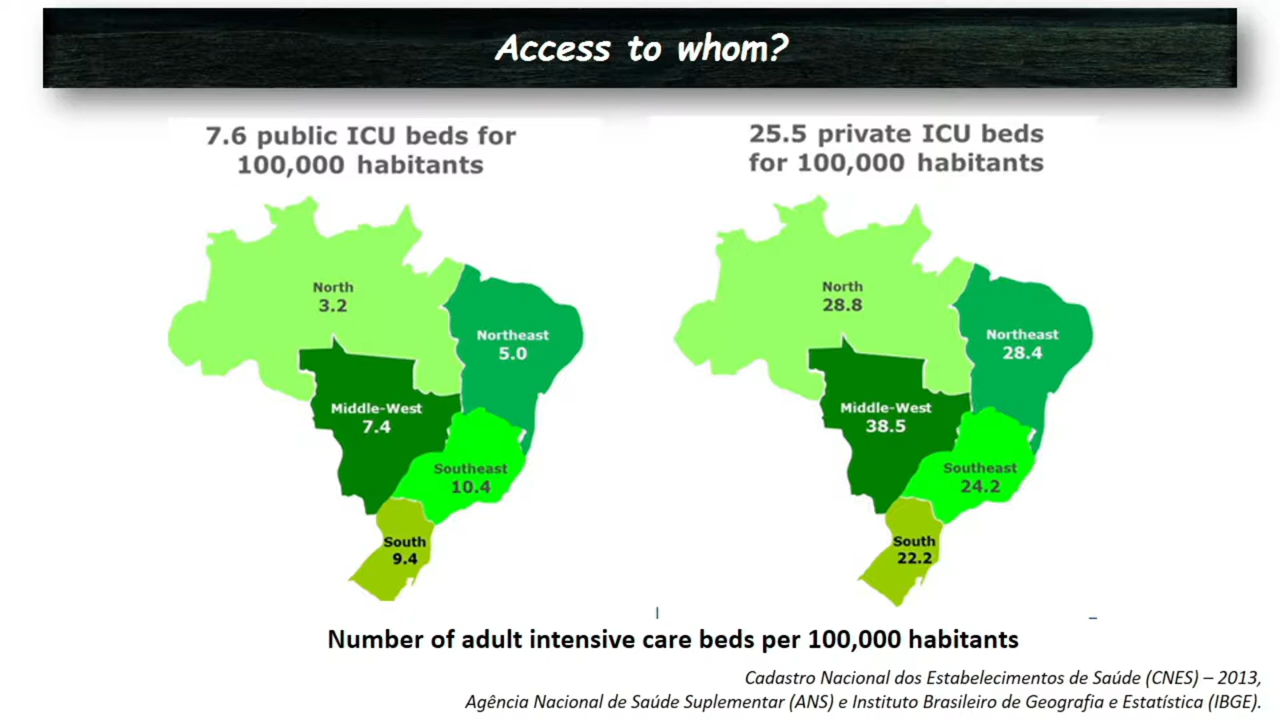 Access to whom?
7.6 public ICU beds for
100,000 habitants
25.5 private ICU beds
for 100,000 habitants
North
3.2
Northeast
5.0
Middle-West
7.4
Southeast
10.4
South
9.4
North
28.8
Northeast
28.4
Middle-West
38.5
Southeast
24.2
South
22.2
Number of adult intensive care beds per 100,000 habitants
Cadastro Nacional dos Estabelecimentos de Saúde (CNES) – 2013,
Agência Nacional de Saúde Suplementar (ANS) e Instituto Brasileiro de Geografia e Estatística (IBGE).